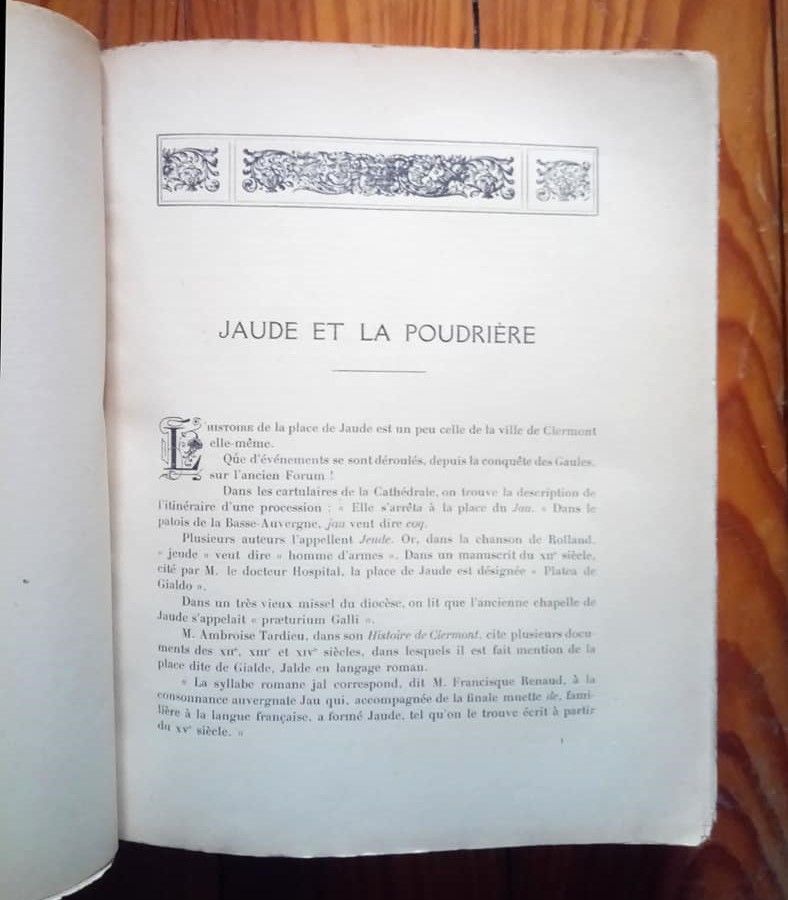 JAUDE ET LA POUDRIÈRE
L'HISTOIRE de la place de Jaude est un peu celle de la ville de Clermont
elle-même.
Que d'événements se sont déroulés, depuis la conquête des Gaules,
sur l'ancien Forum !
Dans les cartulaires de la Cathédrale, on trouve la description de
l'itinéraire d'une procession : « Elle s'arrêta à la place du Jau. » Dans le
patois de la Basse-Auvergne, jau veut dire coq.
Plusieurs auteurs l'appellent Jeude. Or, dans la chanson de Rolland,
« jeude » veut dire « homme d'armes ». Dans un manuscrit du XIIe siècle,
cité par M. le docteur Hospital, la place de Jaude est désignée « Platea de
Gialdo ».
Dans un très vieux missel du diocèse, on lit que l'ancienne chapelle de
Jaude s'appelait « præturium Galli ».
M. Ambroise Tardieu, dans son Histoire de Clermont, cite plusieurs docu-
ments des XIIe, XIIIe et XIVe siècles, dans lesquels il est fait mention de la
place dite de Gialde, Jalde en langage roman.
« La syllabe romane jal correspond, dit M. Francisque Renaud, à la
consonnance auvergnate Jau qui, accompagnée de la finale muette de, fami-
lière à la langue française, a formé Jaude, tel qu'on le trouve écrit à partir
du XVe siècle. »